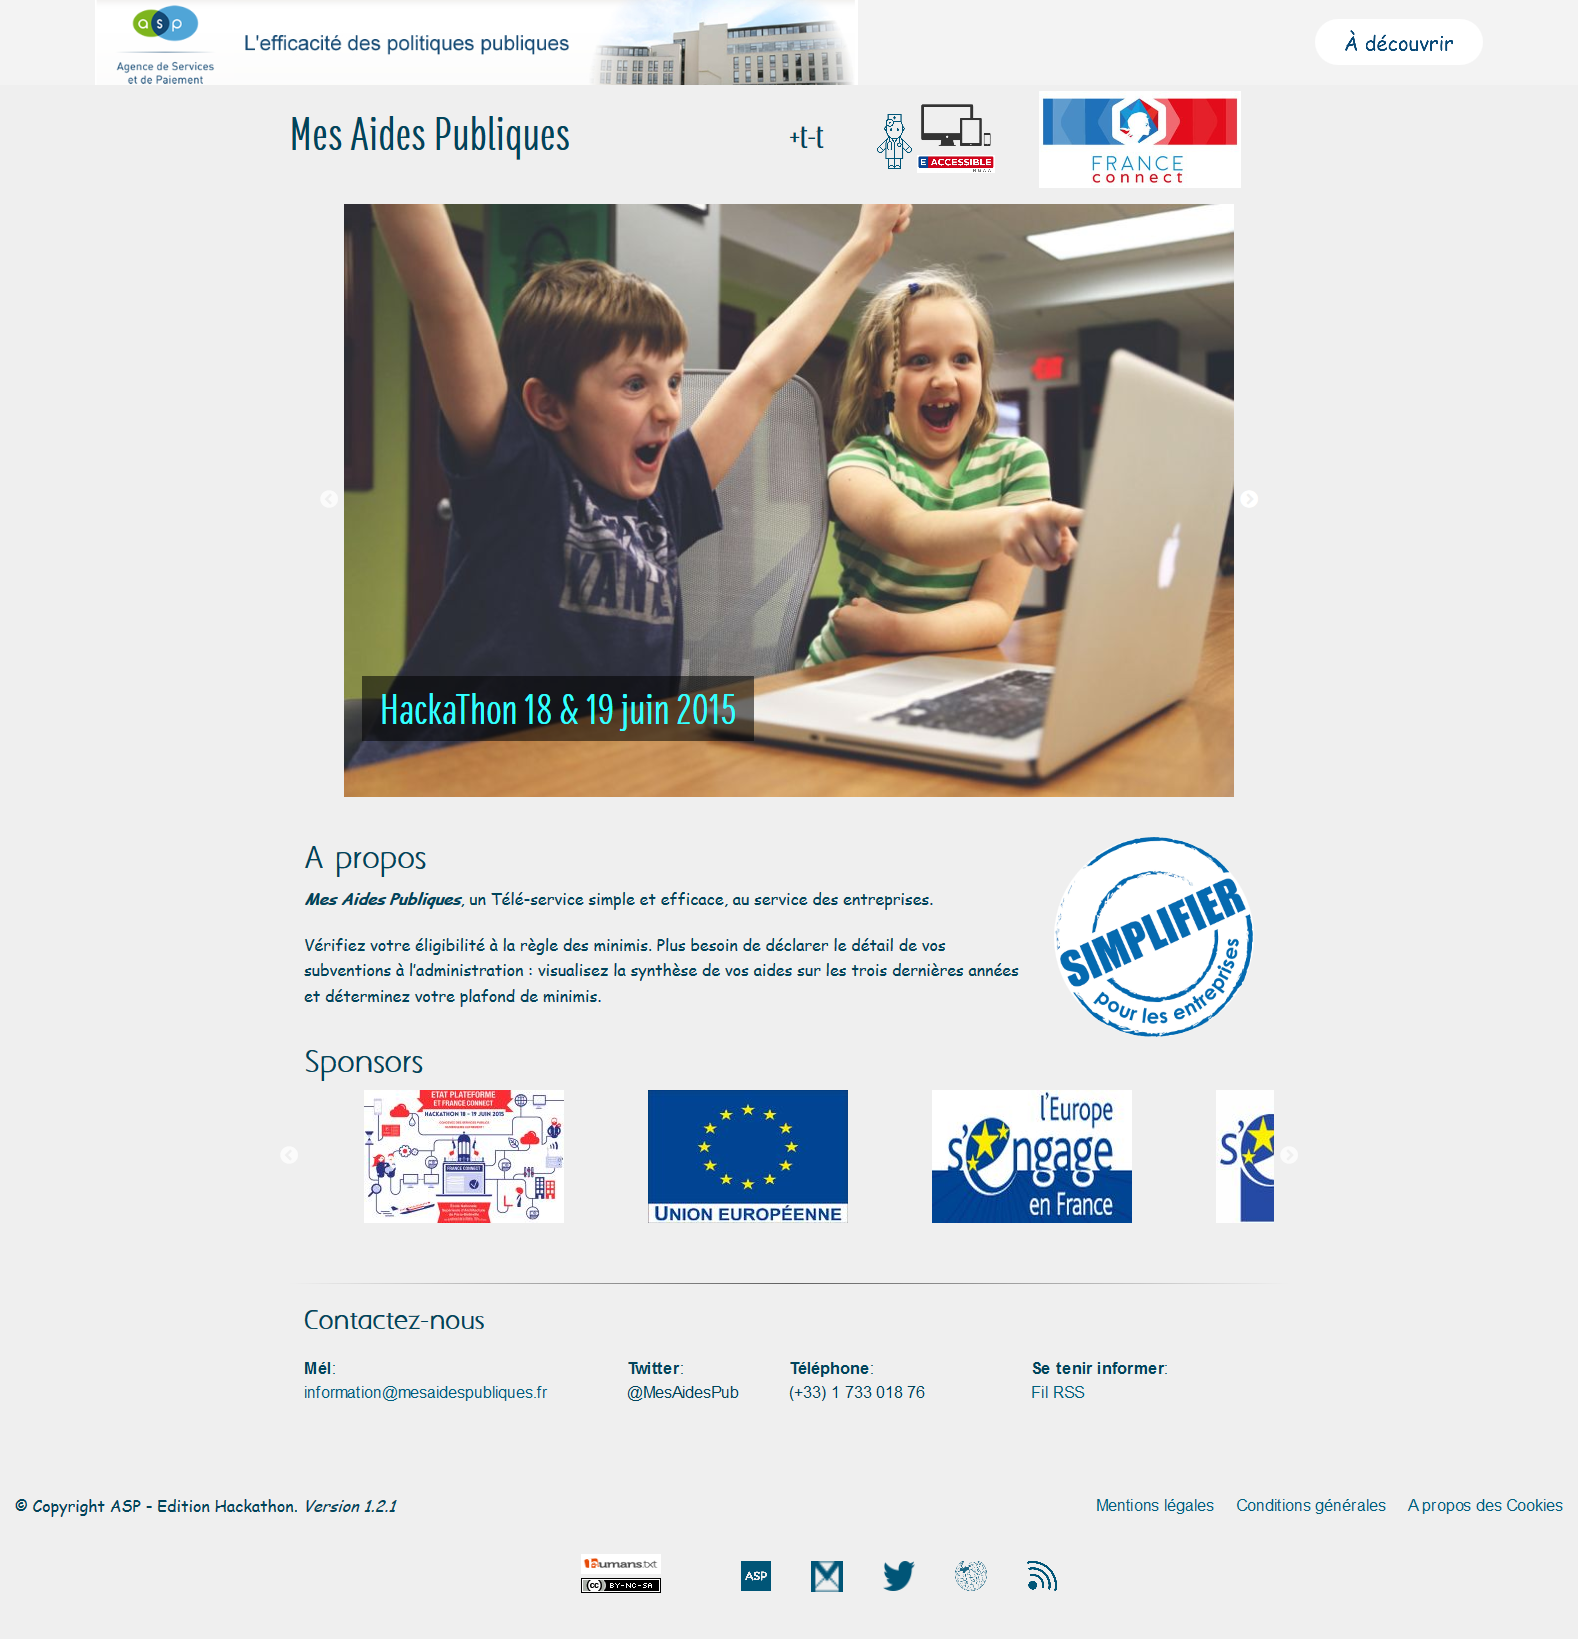 asp
Agence de Services
et de Paiement
L'efficacité des politiques publiques
À découvrir
Mes Aides Publiques
+t-t
E ACCESSIBLE
FRANCE
connect
HackaThon 18 & 19 juin 2015
A propos
Mes Aides Publiques, un Télé-service simple et efficace, au service des entreprises.
Vérifiez votre éligibilité à la règle des minimis. Plus besoin de déclarer le détail de vos
subventions à l'administration : visualisez la synthèse de vos aides sur les trois dernières années
et déterminez votre plafond de minimis.
SIMPLIFIER
pour les entreprises
Sponsors
ETAT PLATEFORME
ET FRANCE CONNECT
HACKATHON 18 - 19 JUIN 2015
FRANCE CONNECT
UNION EUROPÉENNE
l'Europe
s'engage
en France
s'e
Contactez-nous
Mél:
information@mesaidespubliques.fr
Twitter:
@MesAidesPub
Téléphone:
(+33) 1 733 018 76
Se tenir informer:
Fil RSS
© Copyright ASP - Edition Hackathon. Version 1.2.1
Mentions légales
Conditions générales
A propos des Cookies
humans.txt
(cc) BY-NC-SA
ASP